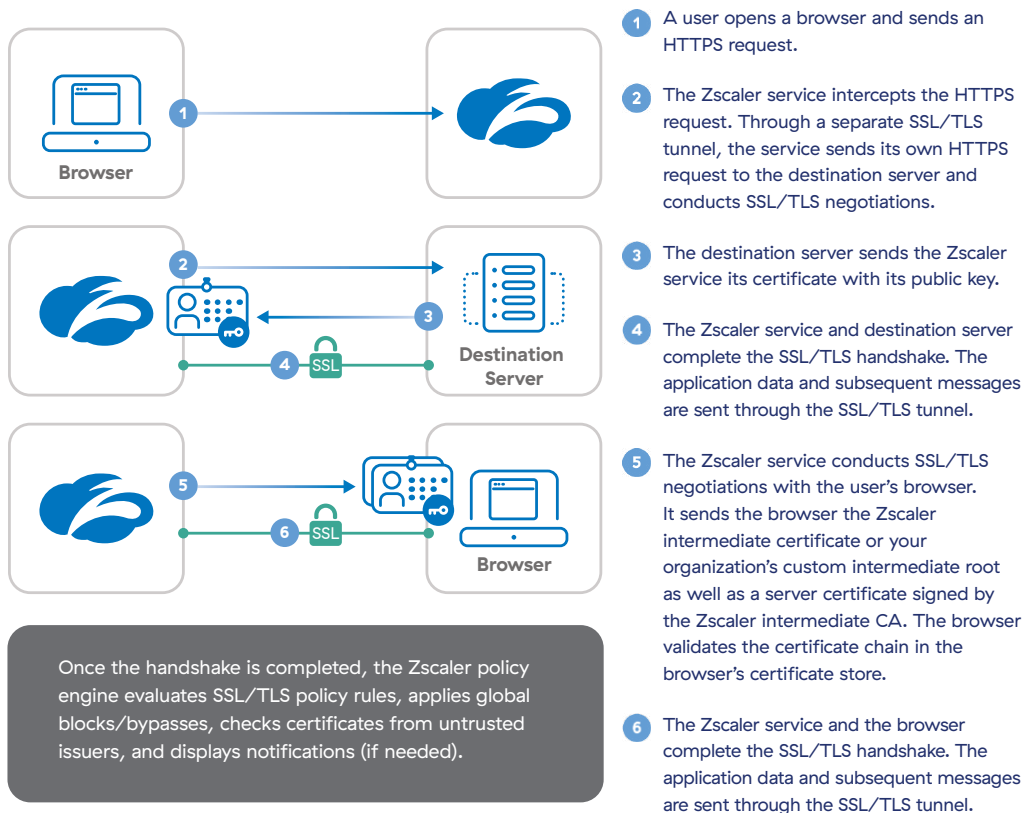 1
Browser
2
3
4
SSL
Destination
Server
5
6
SSL
Browser
Once the handshake is completed, the Zscaler policy
engine evaluates SSL/TLS policy rules, applies global
blocks/bypasses, checks certificates from untrusted
issuers, and displays notifications (if needed).
1 A user opens a browser and sends an
HTTPS request.
2 The Zscaler service intercepts the HTTPS
request. Through a separate SSL/TLS
tunnel, the service sends its own HTTPS
request to the destination server and
conducts SSL/TLS negotiations.
3 The destination server sends the Zscaler
service its certificate with its public key.
4 The Zscaler service and destination server
complete the SSL/TLS handshake. The
application data and subsequent messages
are sent through the SSL/TLS tunnel.
5 The Zscaler service conducts SSL/TLS
negotiations with the user's browser.
It sends the browser the Zscaler
intermediate certificate or your
organization's custom intermediate root
as well as a server certificate signed by
the Zscaler intermediate CA. The browser
validates the certificate chain in the
browser's certificate store.
6 The Zscaler service and the browser
complete the SSL/TLS handshake. The
application data and subsequent messages
are sent through the SSL/TLS tunnel.